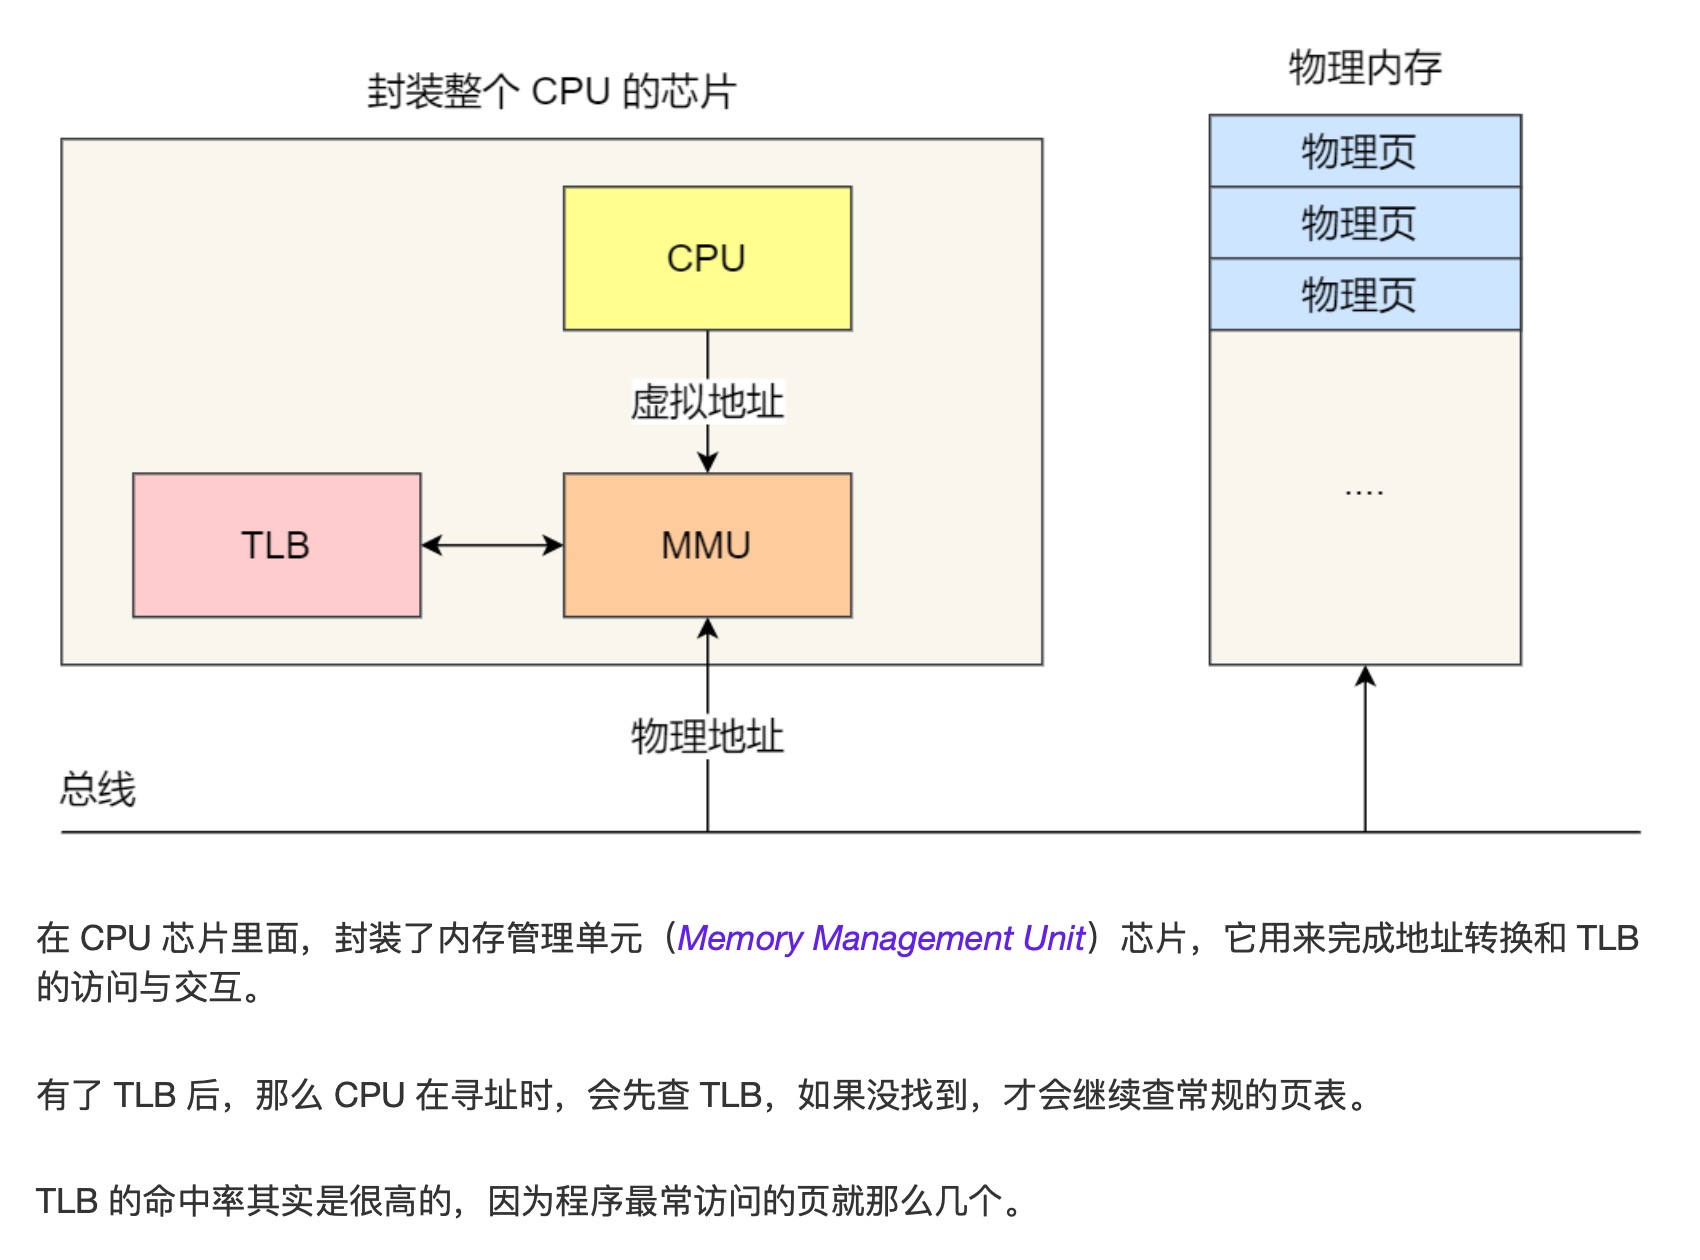 封装整个 CPU 的芯片
物理内存
物理页
物理页
物理页
CPU
虚拟地址
TLB
MMU
....
物理地址
总线
在 CPU 芯片里面，封装了内存管理单元（Memory Management Unit）芯片，它用来完成地址转换和 TLB
的访问与交互。
有了 TLB 后，那么 CPU 在寻址时，会先查 TLB，如果没找到，才会继续查常规的页表。
TLB 的命中率其实是很高的，因为程序最常访问的页就那么几个。